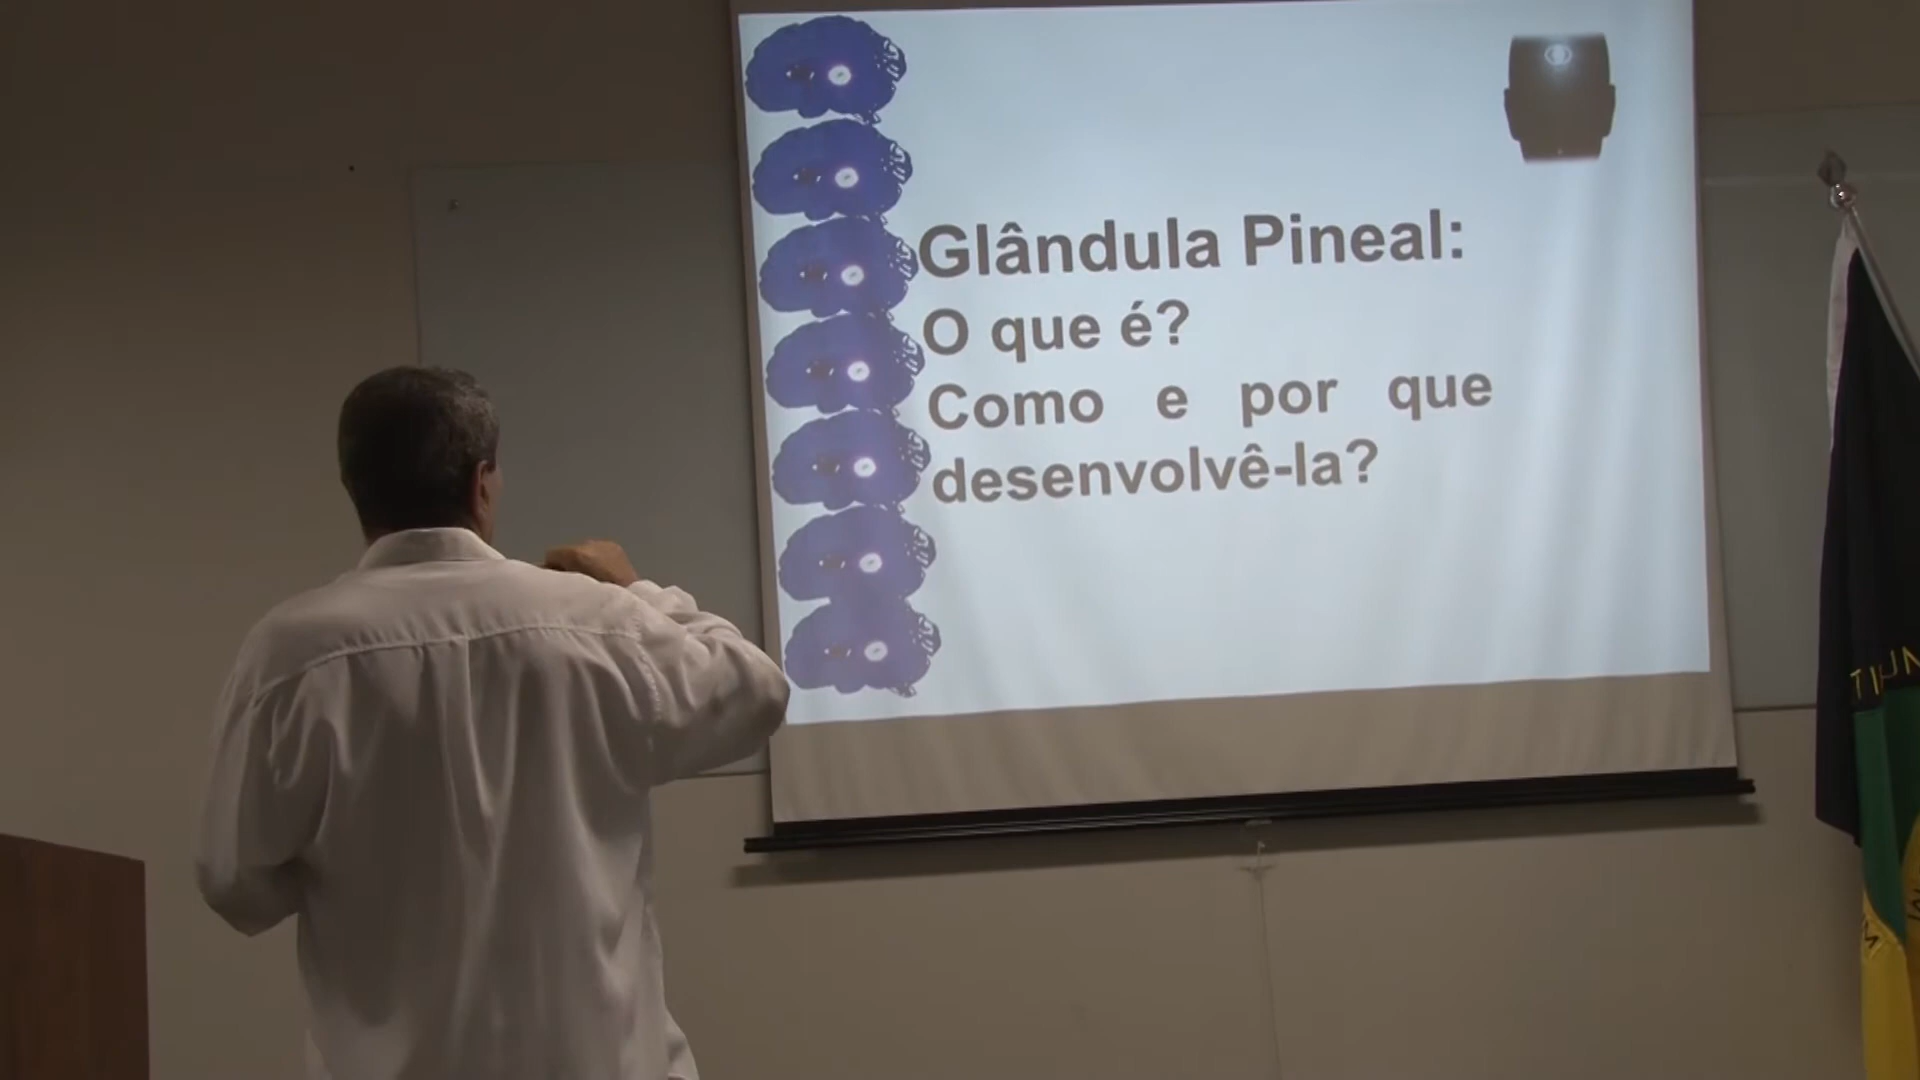 Glândula Pineal:
O que é?
Como e por que
desenvolvê-la?